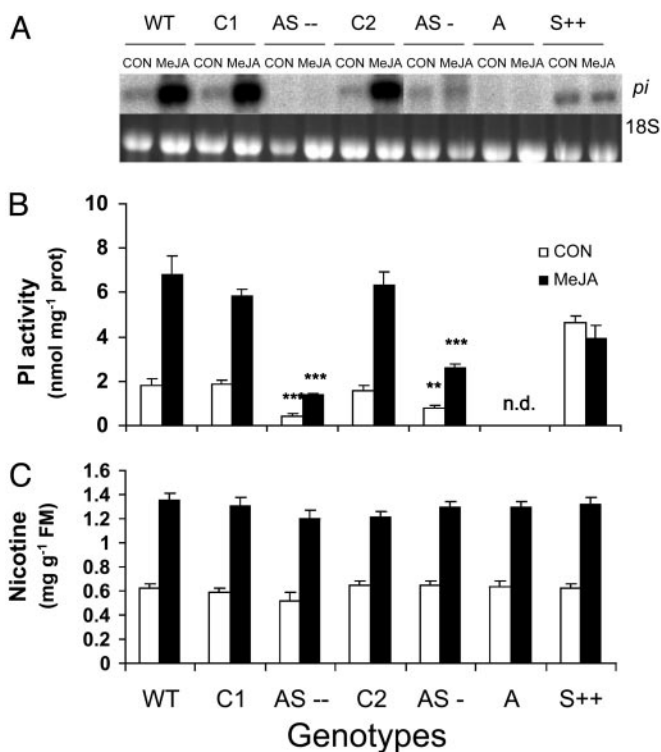 A
WT C1 AS -- C2 AS - A S++
CON MeJA CON MeJA CON MeJA CON MeJA CON MeJA CON MeJA CON MeJA
pi
18S
B
10
8
6
4
2
0
PI activity
(nmol mg-1 prot)
CON
MeJA
*** *** ** *** n.d.
C
1.6
1.4
1.2
1
0.8
0.6
0.4
0.2
0
Nicotine
(mg g-1 FM)
WT C1 AS -- C2 AS - A S++
Genotypes